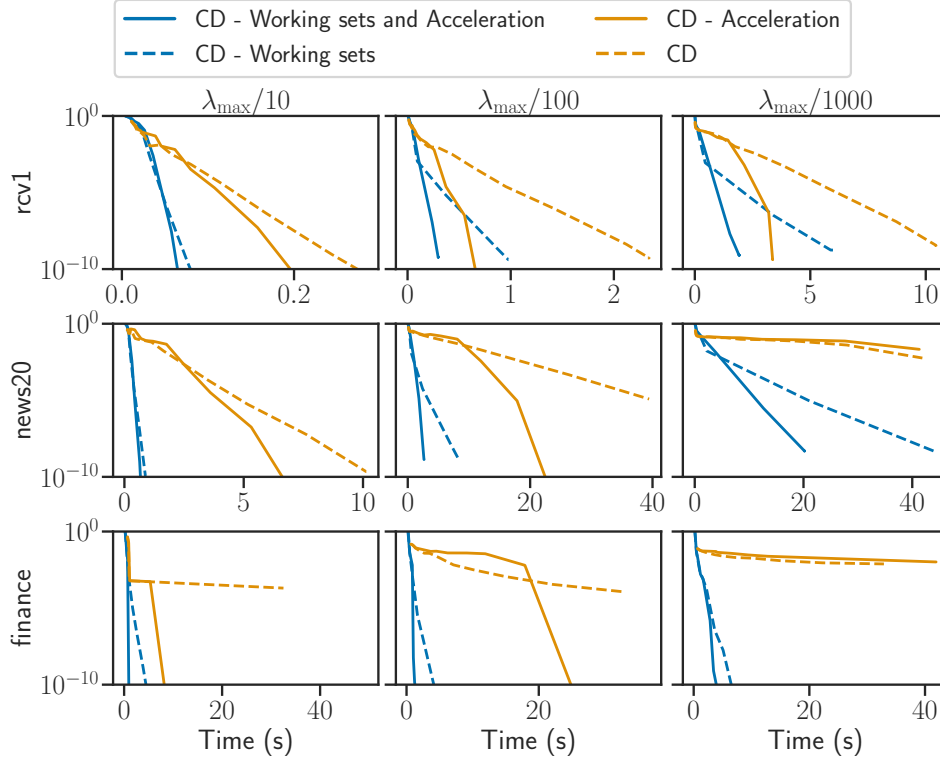 CD - Working sets and Acceleration CD - Acceleration
CD - Working sets CD
λmax/10 λmax/100 λmax/1000
rcv1
10^0
10^-10
0.0 0.2 0 1 2 0 5 10
news20
10^0
10^-10
0 5 10 0 20 40 0 20 40
finance
10^0
10^-10
0 20 40 0 20 0 20 40
Time (s) Time (s) Time (s)